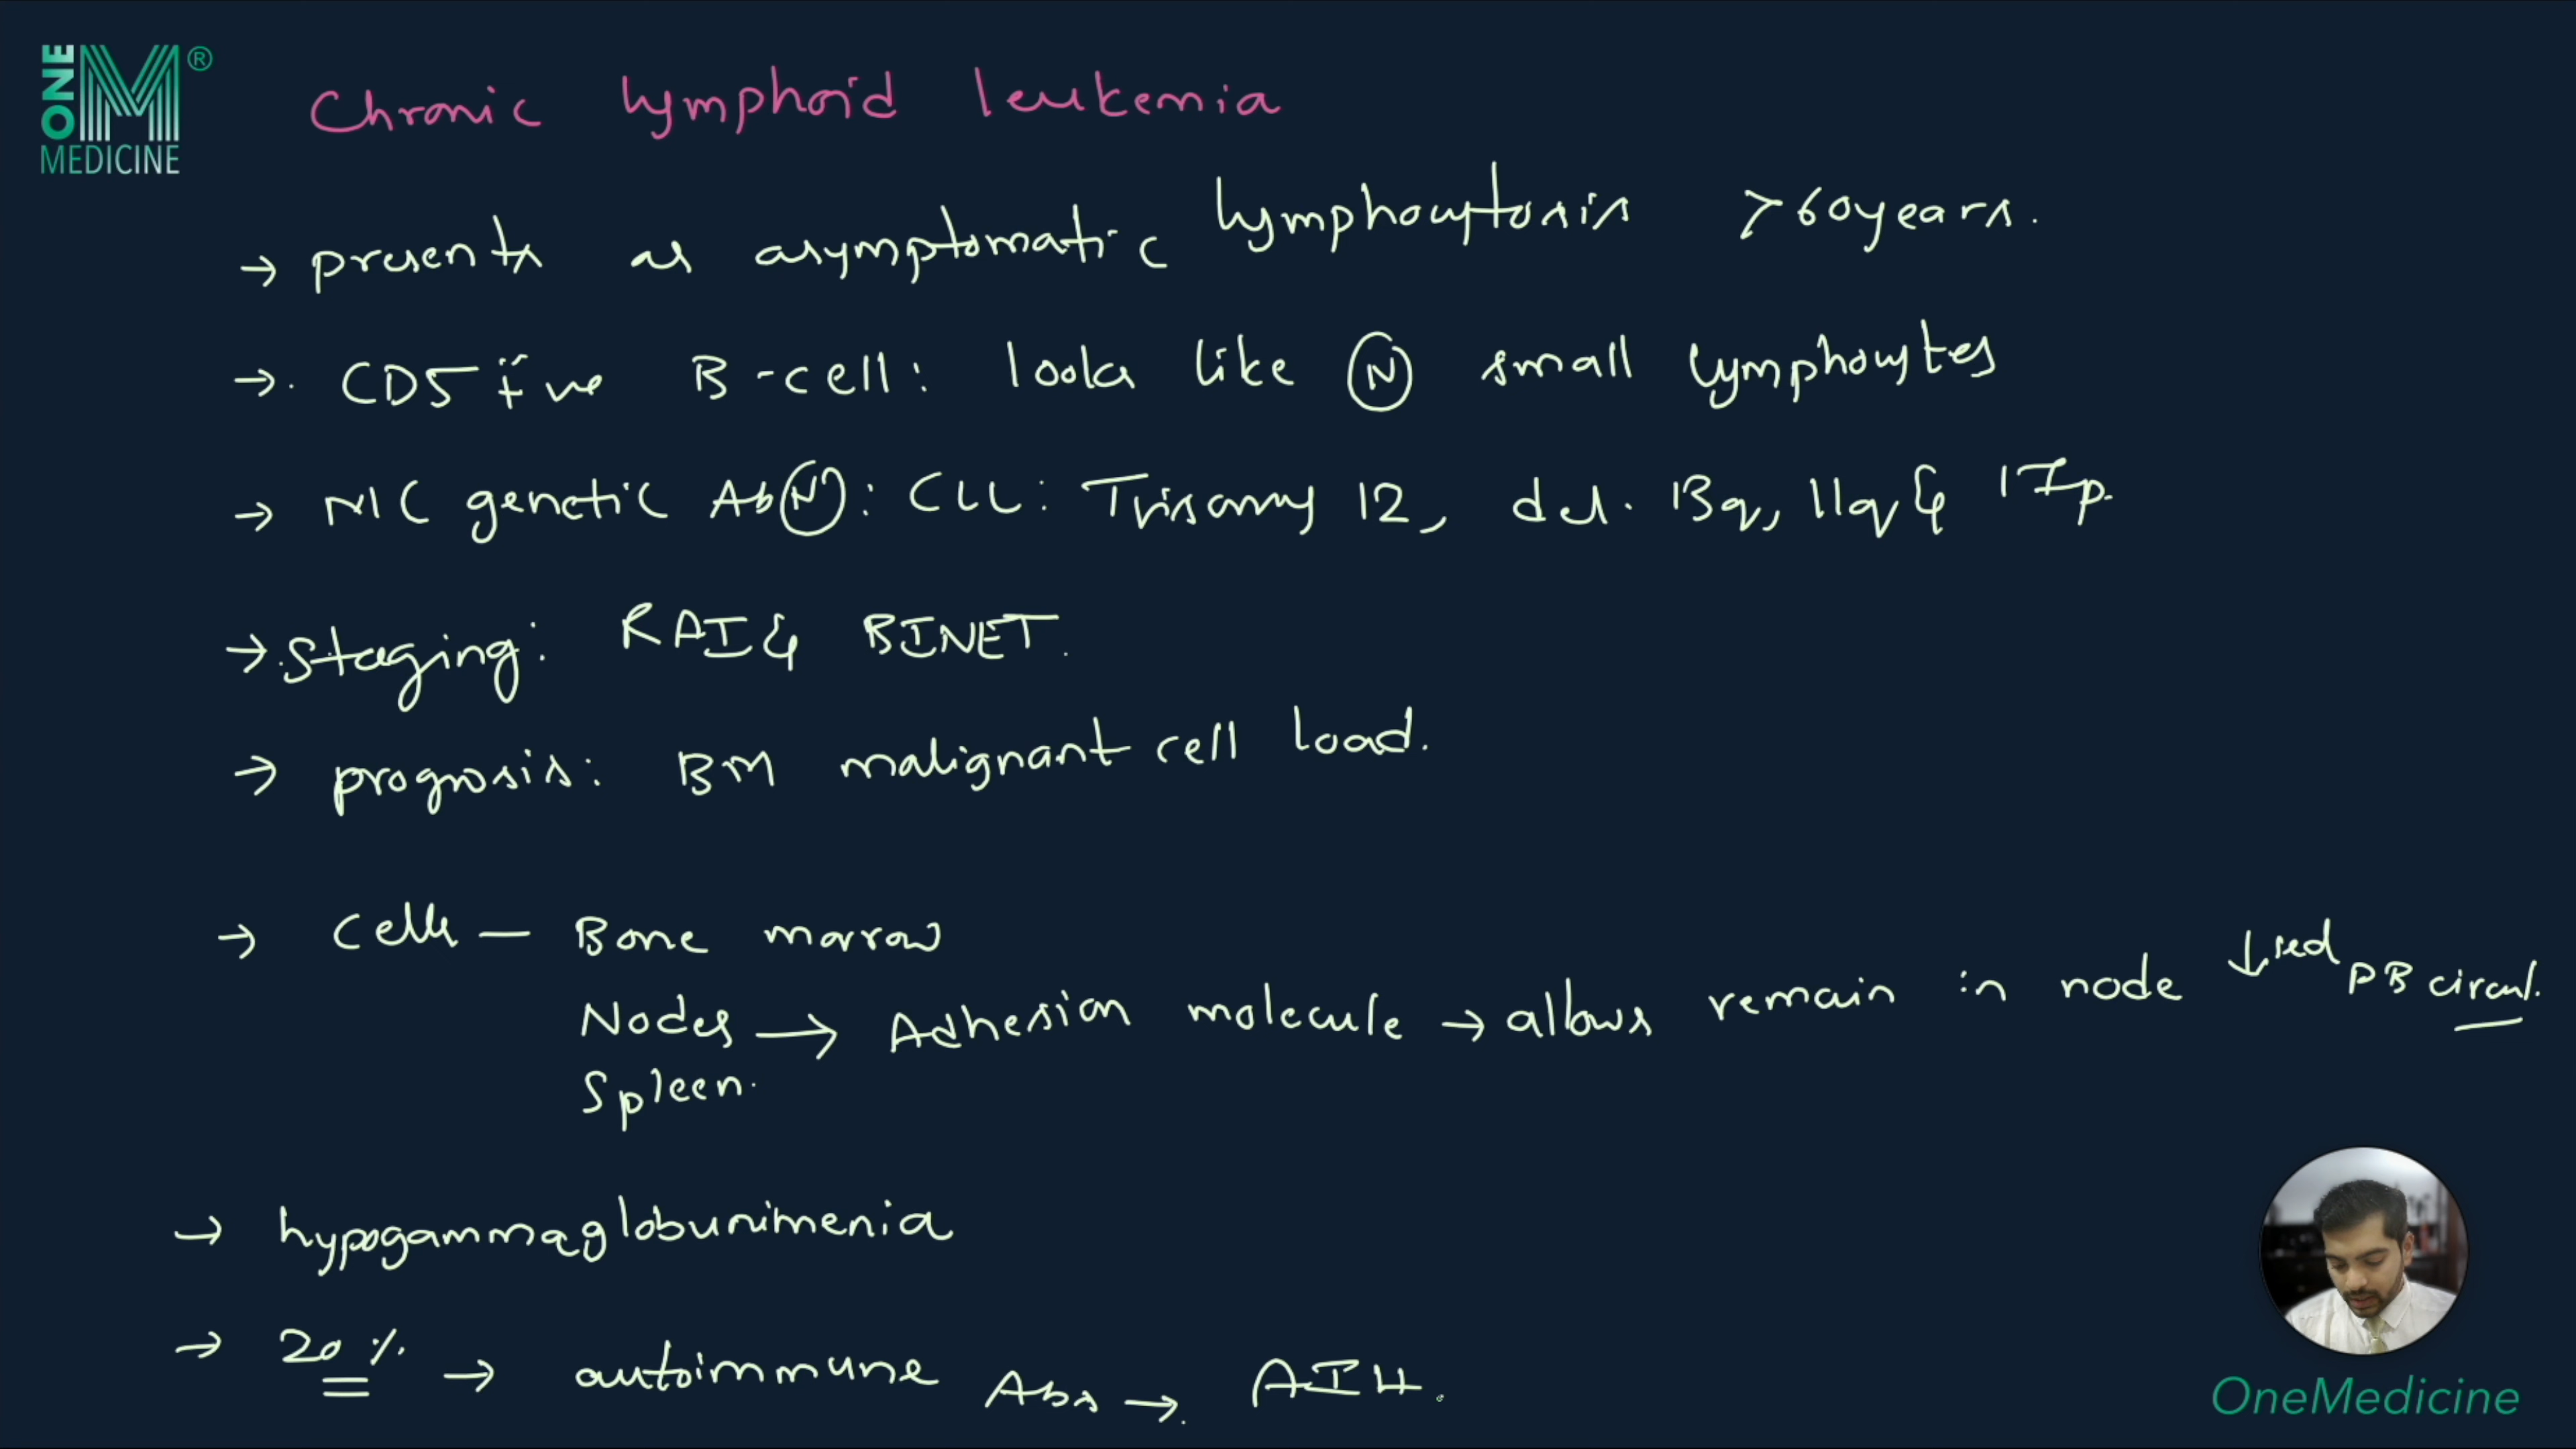 ONE M®
MEDICINE
Chronic lymphoid leukemia
→ presents as asymptomatic lymphocytosis >60years.
→. CD5 +ve B-cell: looks like Ⓝ small lymphocytes
→ M/C genetic AbⓃ: CLL: Trisomy 12, del. 13q, 11q & 17p.
→ Staging: RAI & BINET.
→ prognosis: BM malignant cell load.
→ Cells — Bone marrow
Nodes → Adhesion molecule → allows remain in node ↓sed PB circul.
Spleen.
→ hypogammaglobunimenia
→ 20% → autoimmune Abs → AIH.
OneMedicine